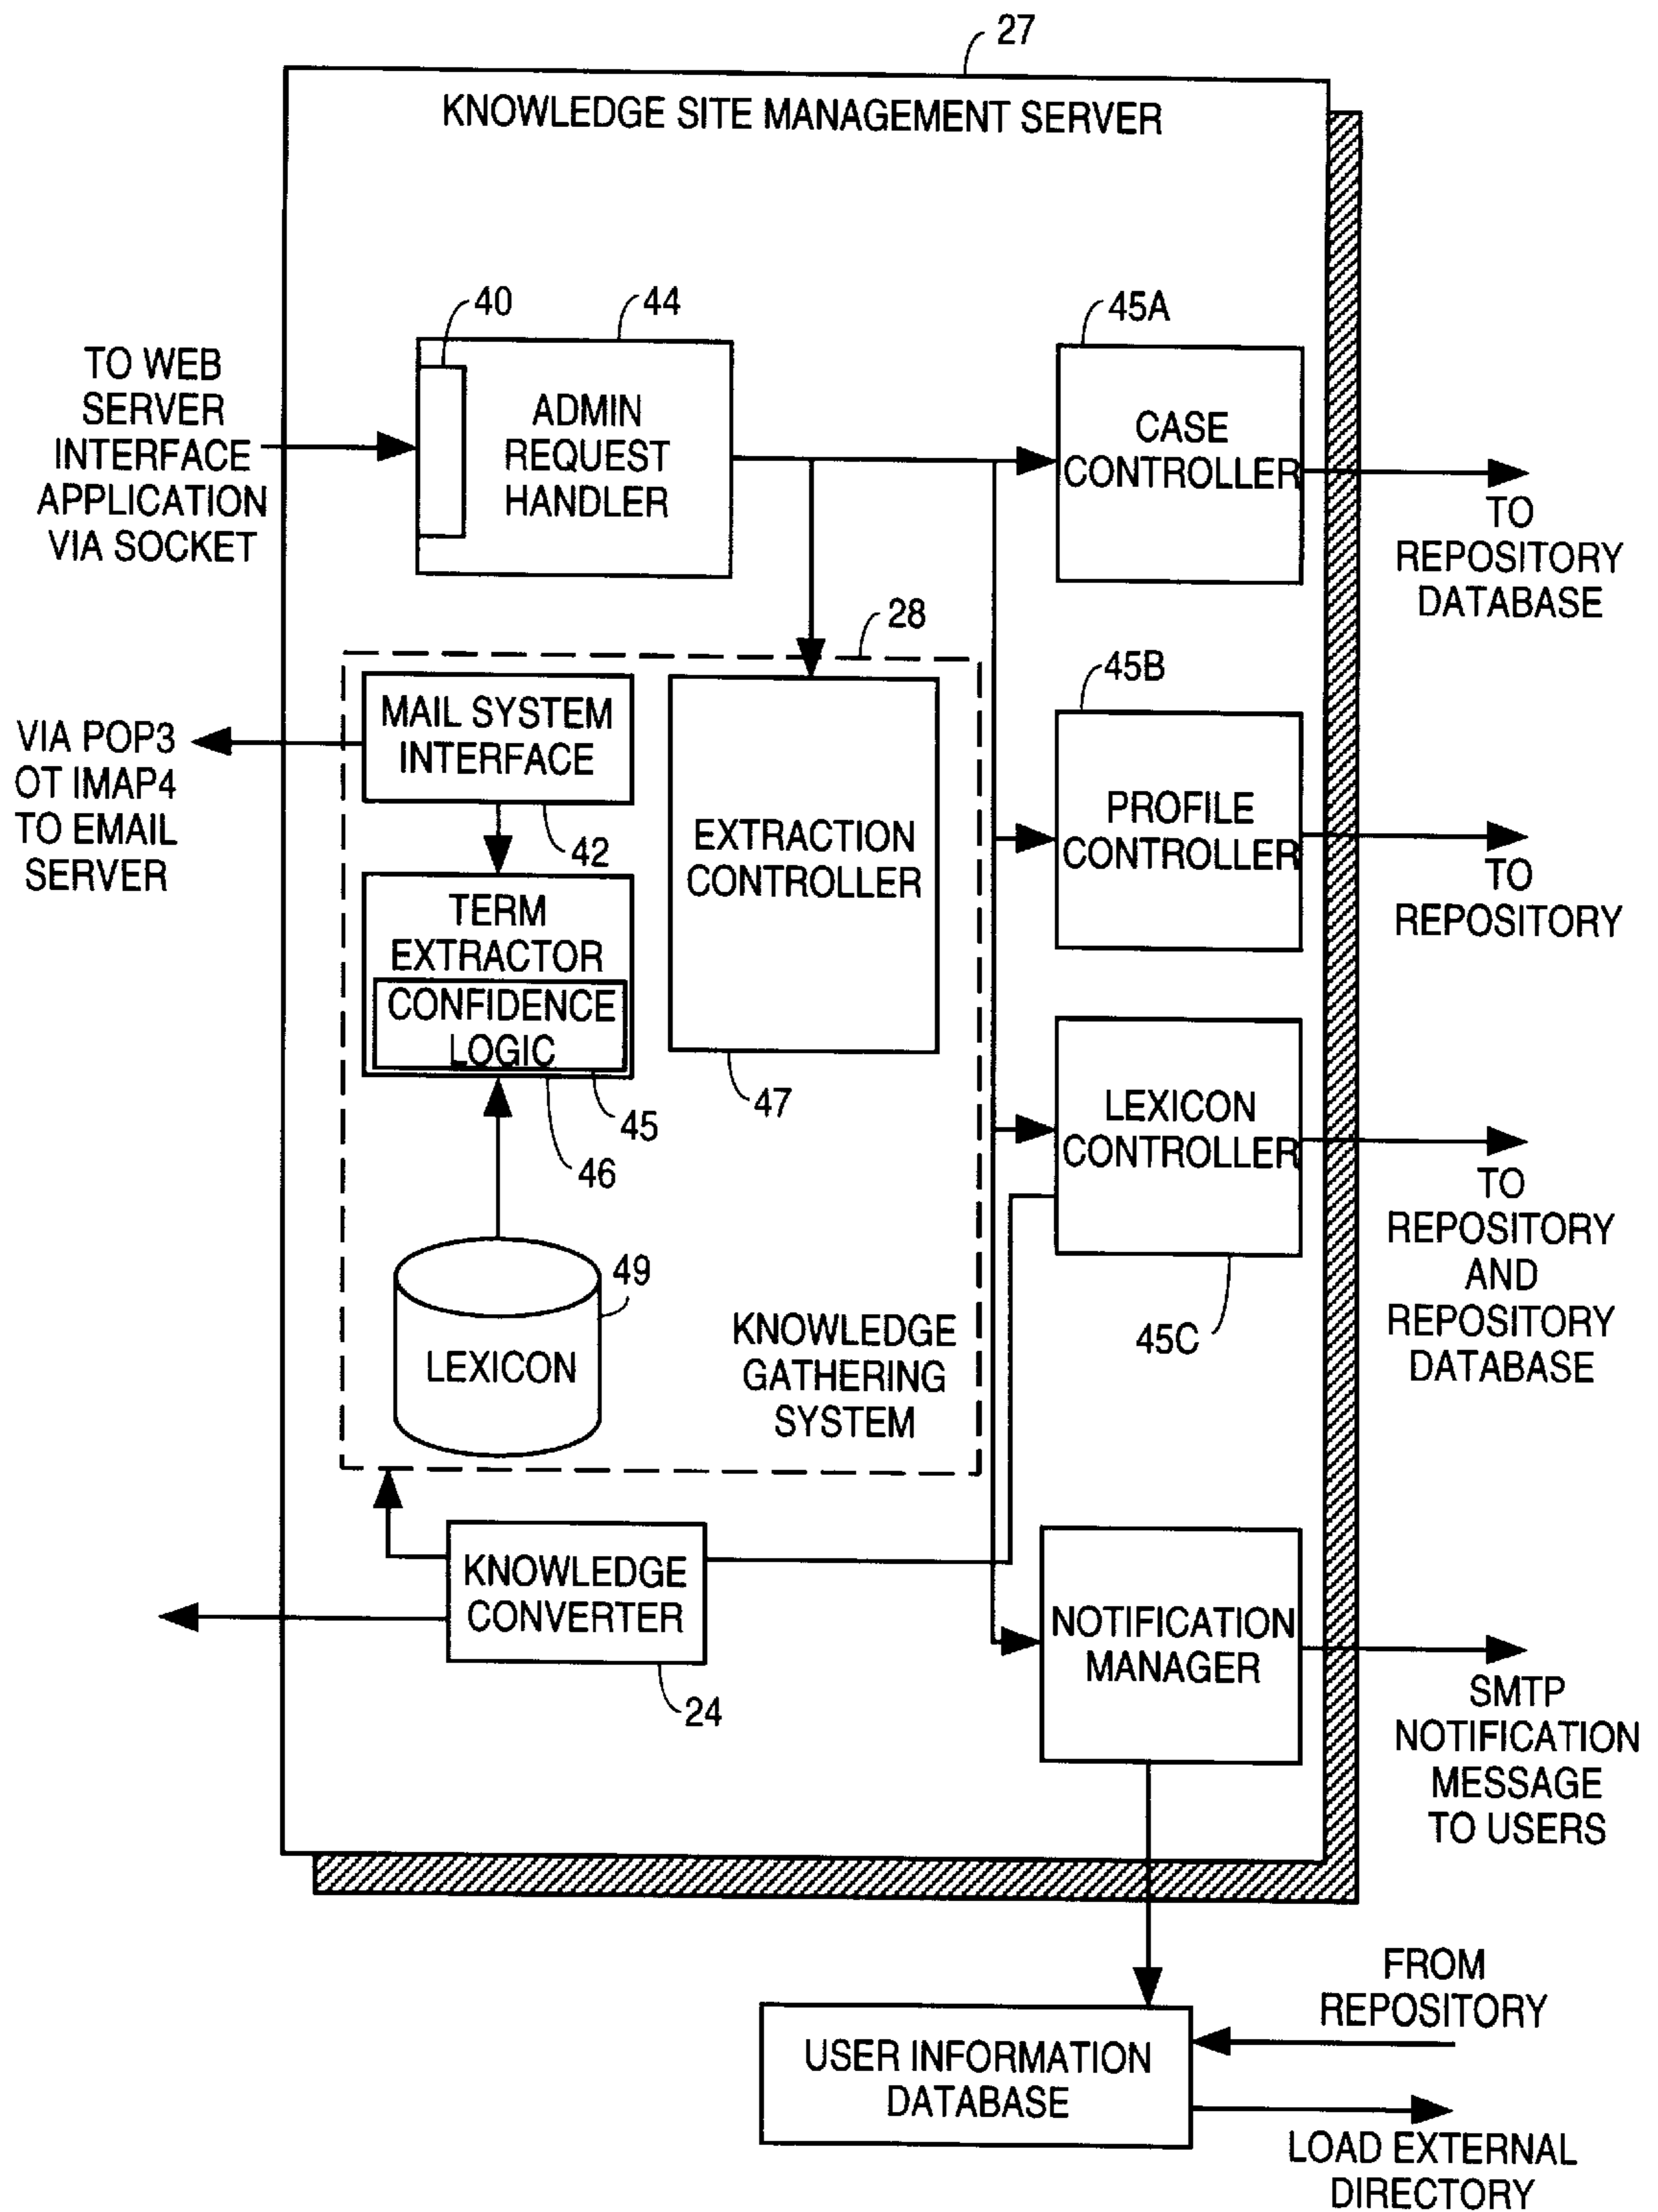 27
KNOWLEDGE SITE MANAGEMENT SERVER
40
44
45A
TO WEB
SERVER
INTERFACE
APPLICATION
VIA SOCKET
ADMIN
REQUEST
HANDLER
CASE
CONTROLLER
TO
REPOSITORY
DATABASE
28
45B
MAIL SYSTEM
INTERFACE
42
VIA POP3
OT IMAP4
TO EMAIL
SERVER
EXTRACTION
CONTROLLER
47
PROFILE
CONTROLLER
TO
REPOSITORY
TERM
EXTRACTOR
CONFIDENCE
LOGIC
45
46
LEXICON
CONTROLLER
45C
TO
REPOSITORY
AND
REPOSITORY
DATABASE
49
LEXICON
KNOWLEDGE
GATHERING
SYSTEM
KNOWLEDGE
CONVERTER
24
NOTIFICATION
MANAGER
SMTP
NOTIFICATION
MESSAGE
TO USERS
FROM
REPOSITORY
USER INFORMATION
DATABASE
LOAD EXTERNAL
DIRECTORY